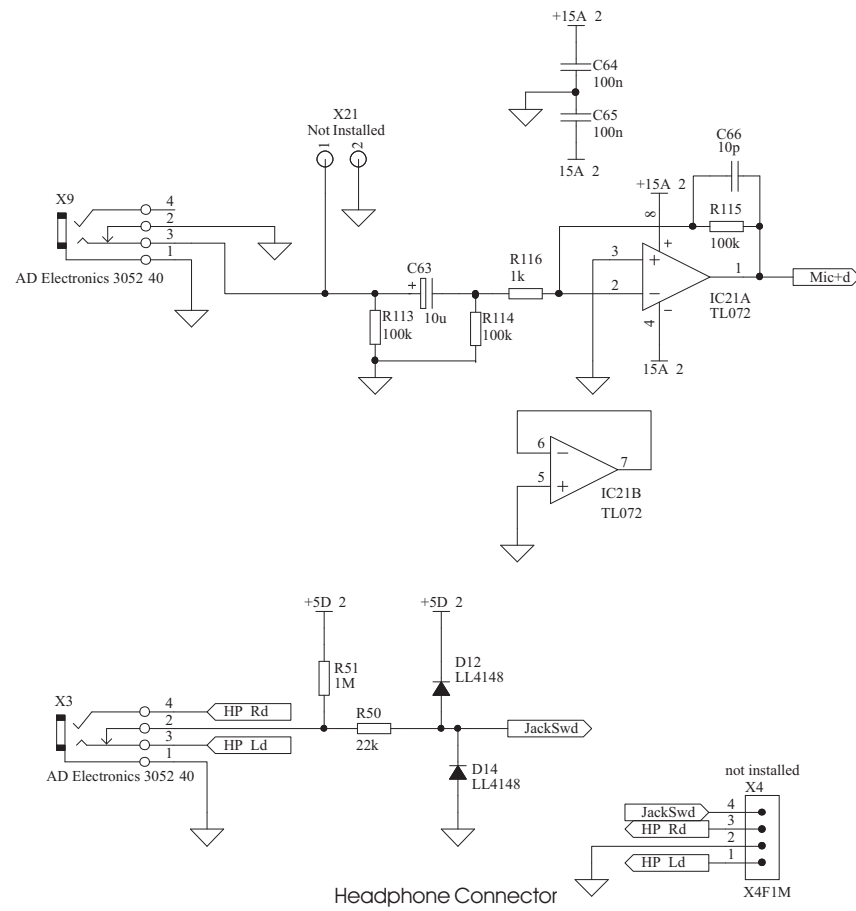 +15A 2
C64
100n
C65
100n
15A 2
X21
Not Installed
1
2
X9
4
2
3
1
AD Electronics 3052 40
C63
+
10u
R113
100k
R114
100k
R116
1k
+15A 2
8
C66
10p
R115
100k
3
+
+
2
−
−
1
4
IC21A
TL072
15A 2
Mic+d
6
−
5
+
7
IC21B
TL072
+5D 2
+5D 2
R51
1M
D12
LL4148
X3
4
HP Rd
2
R50
22k
JackSwd
3
HP Ld
1
AD Electronics 3052 40
D14
LL4148
not installed
X4
JackSwd
4
HP Rd
3
2
HP Ld
1
X4F1M
Headphone Connector